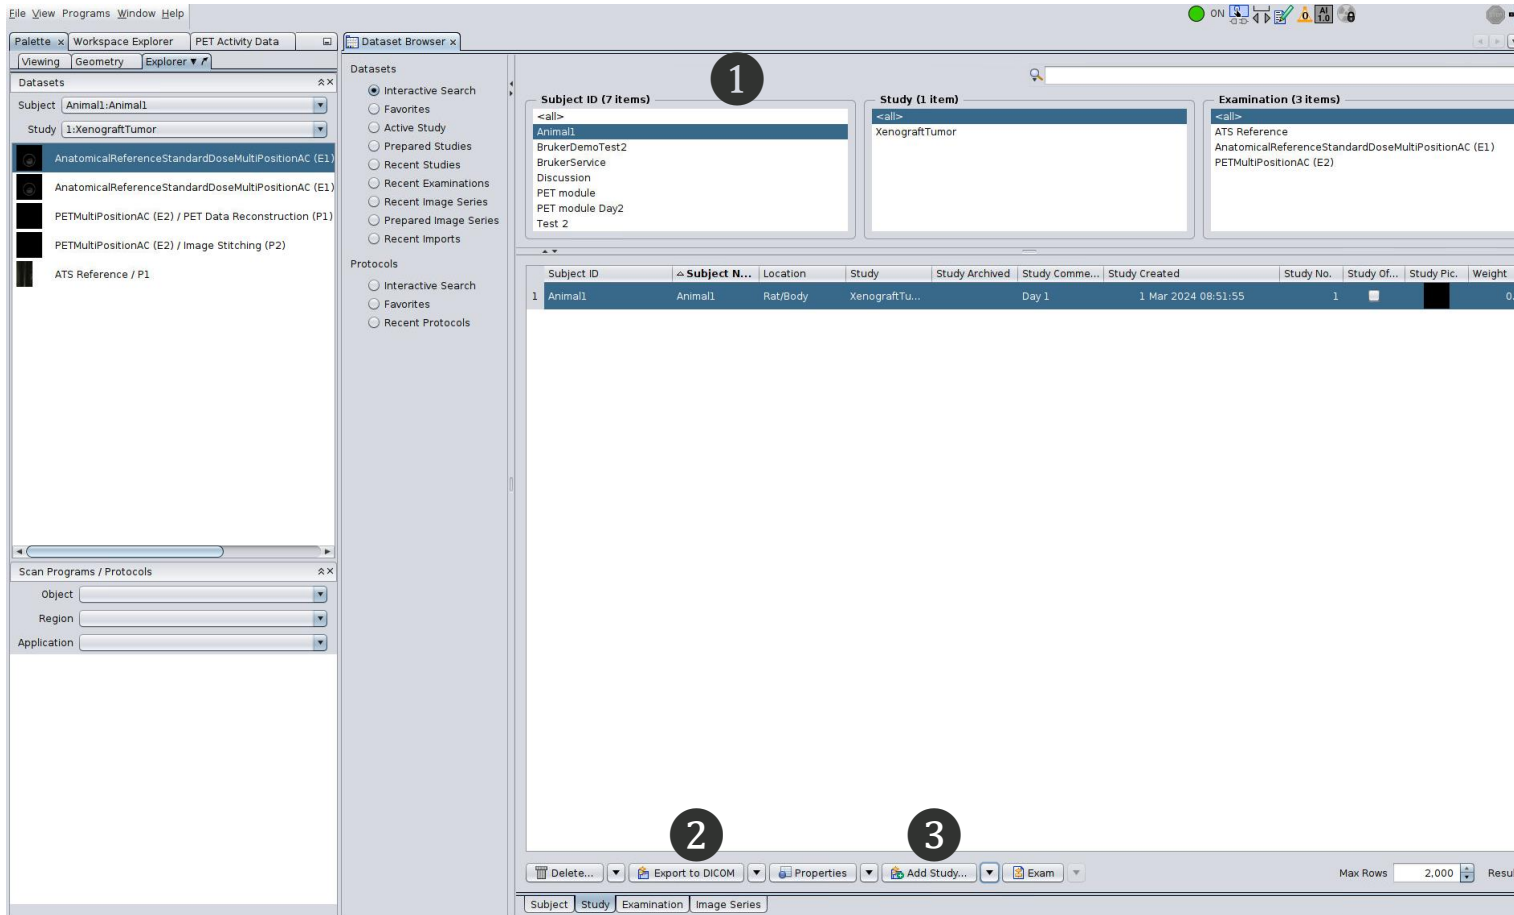 File View Programs Window Help
ON AI 1.0
Palette x Workspace Explorer PET Activity Data
Dataset Browser x
Viewing Geometry Explorer
Datasets
Subject Animal1:Animal1
Study 1:XenograftTumor
AnatomicalReferenceStandardDoseMultiPositionAC (E1)
AnatomicalReferenceStandardDoseMultiPositionAC (E1)
PETMultiPositionAC (E2) / PET Data Reconstruction (P1)
PETMultiPositionAC (E2) / Image Stitching (P2)
ATS Reference / P1
Scan Programs / Protocols
Object
Region
Application
Datasets
Interactive Search
Favorites
Active Study
Prepared Studies
Recent Studies
Recent Examinations
Recent Image Series
Prepared Image Series
Recent Imports
Protocols
Interactive Search
Favorites
Recent Protocols
1
Subject ID (7 items)
<all>
Animal1
BrukerDemoTest2
BrukerService
Discussion
PET module
PET module Day2
Test 2
Study (1 item)
<all>
XenograftTumor
Examination (3 items)
<all>
ATS Reference
AnatomicalReferenceStandardDoseMultiPositionAC (E1)
PETMultiPositionAC (E2)
Subject ID Subject N... Location Study Study Archived Study Comme... Study Created Study No. Study Of... Study Pic. Weight
1 Animal1 Animal1 Rat/Body XenograftTu... Day 1 1 Mar 2024 08:51:55 1 0,
2 3
Delete... Export to DICOM Properties Add Study... Exam Max Rows 2,000
Subject Study Examination Image Series